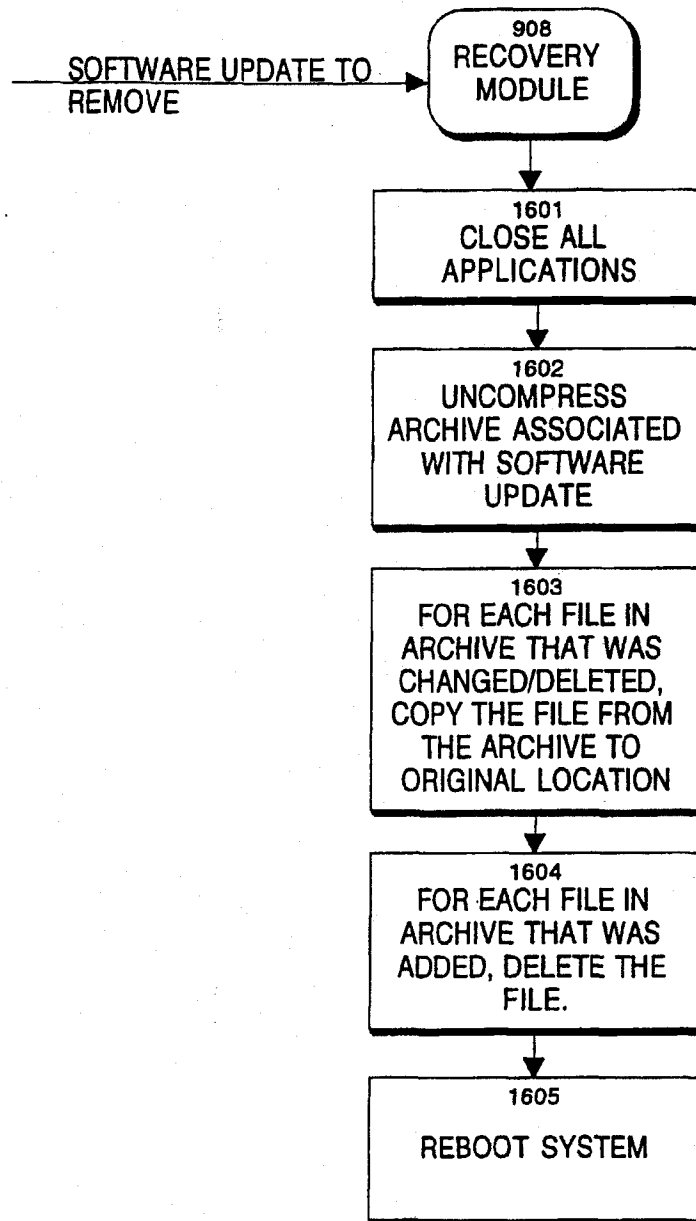 908
RECOVERY
MODULE
SOFTWARE UPDATE TO
REMOVE
1601
CLOSE ALL
APPLICATIONS
1602
UNCOMPRESS
ARCHIVE ASSOCIATED
WITH SOFTWARE
UPDATE
1603
FOR EACH FILE IN
ARCHIVE THAT WAS
CHANGED/DELETED,
COPY THE FILE FROM
THE ARCHIVE TO
ORIGINAL LOCATION
1604
FOR EACH FILE IN
ARCHIVE THAT WAS
ADDED, DELETE THE
FILE.
1605
REBOOT SYSTEM